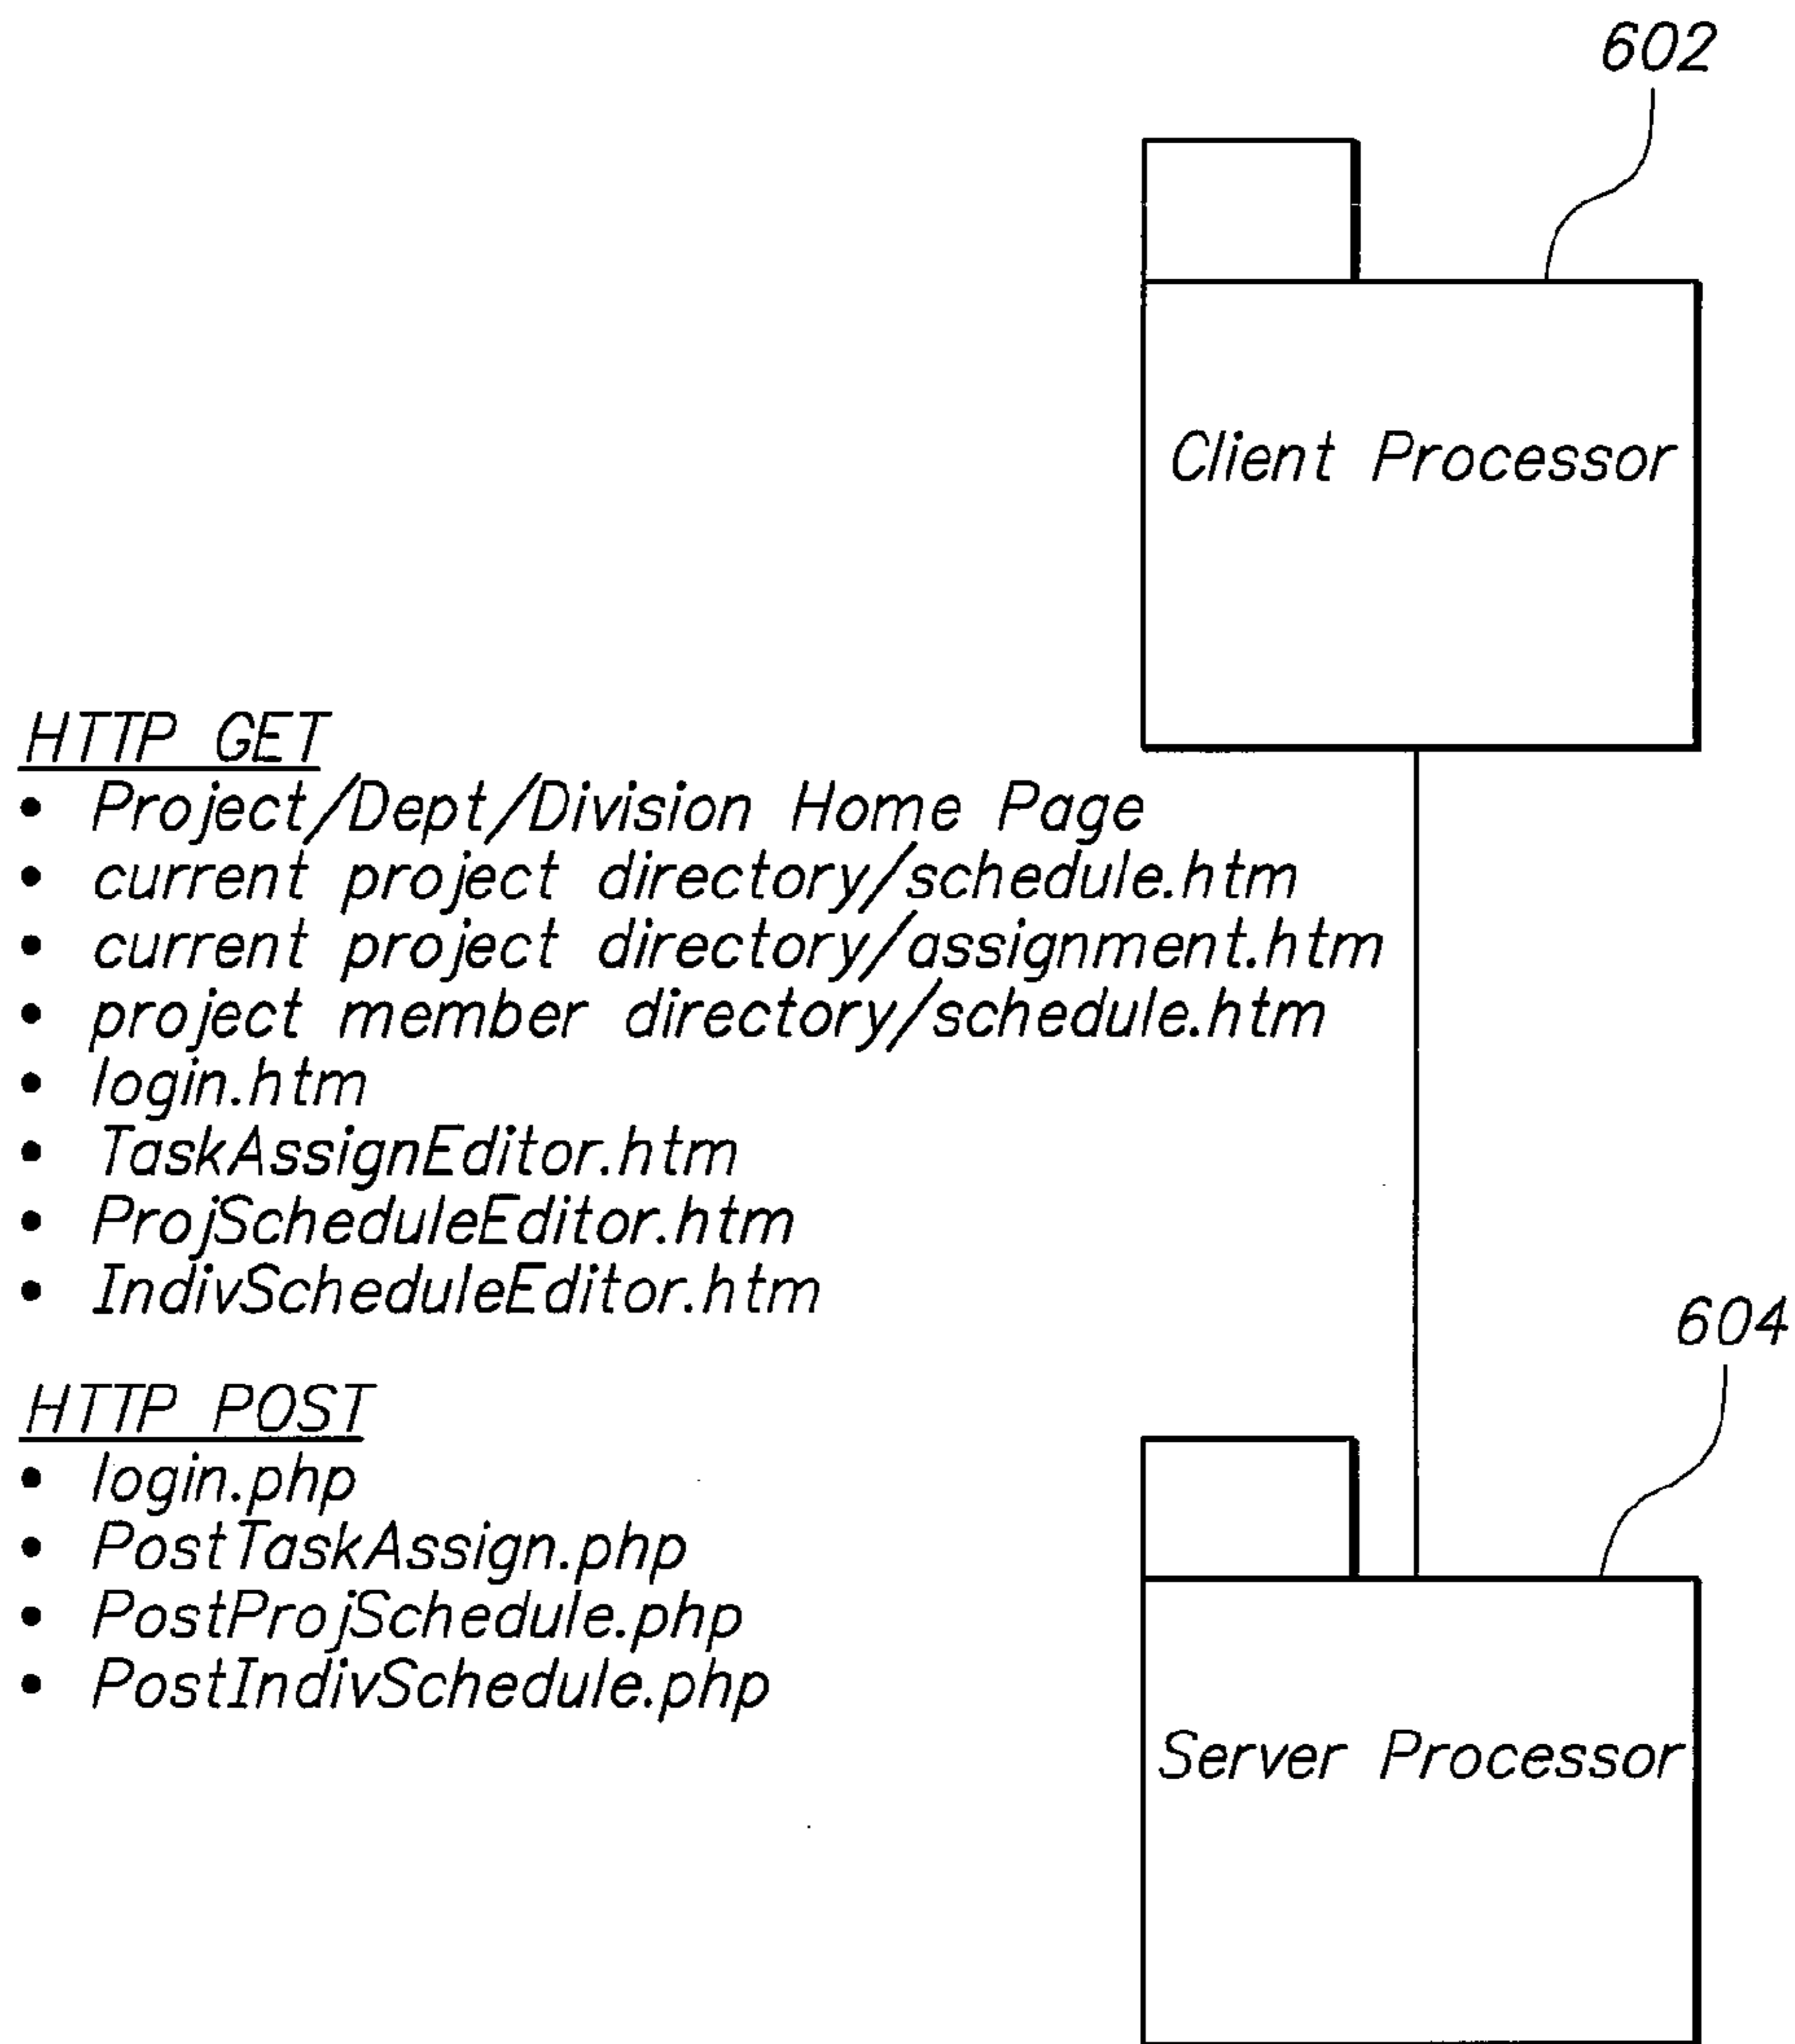 602
Client Processor
HTTP GET
• Project/Dept/Division Home Page
• current project directory/schedule.htm
• current project directory/assignment.htm
• project member directory/schedule.htm
• login.htm
• TaskAssignEditor.htm
• ProjScheduleEditor.htm
• IndivScheduleEditor.htm
604
HTTP POST
• login.php
• PostTaskAssign.php
• PostProjSchedule.php
• PostIndivSchedule.php
Server Processor